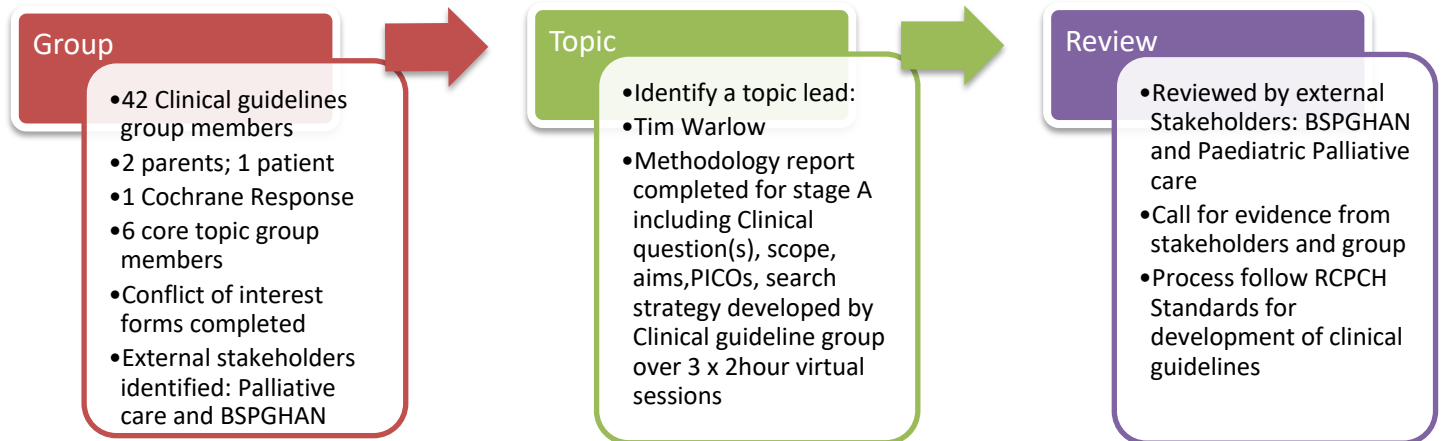 Group
•42 Clinical guidelines
group members
•2 parents; 1 patient
•1 Cochrane Response
•6 core topic group
members
•Conflict of interest
forms completed
•External stakeholders
identified: Palliative
care and BSPGHAN
Topic
•Identify a topic lead:
•Tim Warlow
•Methodology report
completed for stage A
including Clinical
question(s), scope,
aims,PICOs, search
strategy developed by
Clinical guideline group
over 3 x 2hour virtual
sessions
Review
•Reviewed by external
Stakeholders: BSPGHAN
and Paediatric Palliative
care
•Call for evidence from
stakeholders and group
•Process follow RCPCH
Standards for
development of clinical
guidelines